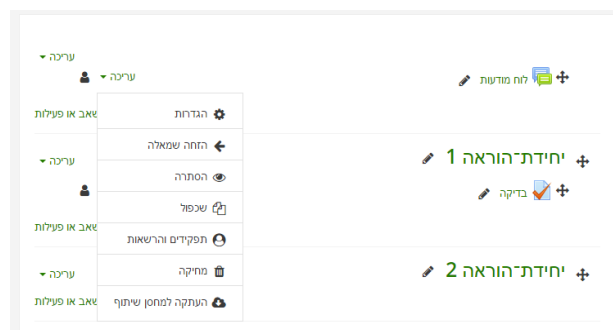 עריכה
לוח מודעות
עריכה
הגדרות
הזחה שמאלה
הסתרה
שכפול
תפקידים והרשאות
מחיקה
העתקה למחסן שיתוף
שאב או פעילות
יחידת־הוראה 1
עריכה
בדיקה
שאב או פעילות
יחידת־הוראה 2
עריכה
שאב או פעילות